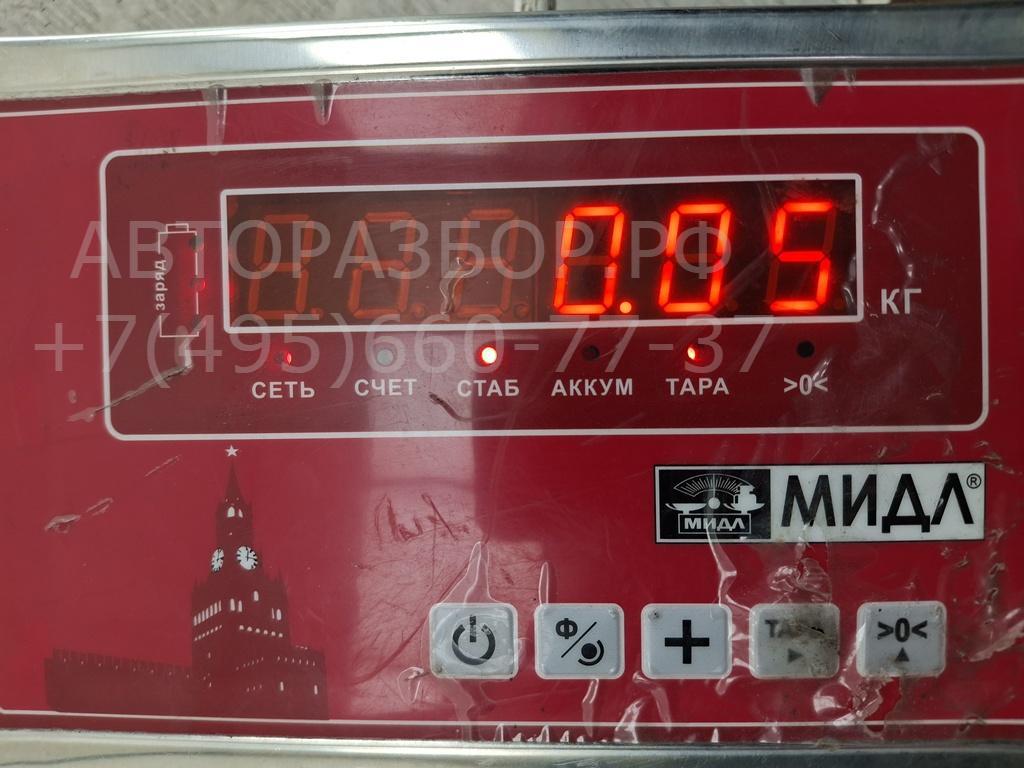 АВТОРАЗБОР.РФ
+7(495)660-77-37
заряд
0.05
КГ
СЕТЬ СЧЕТ СТАБ АККУМ ТАРА >0<
МИДЛ МИДЛ®
Ф + >0<